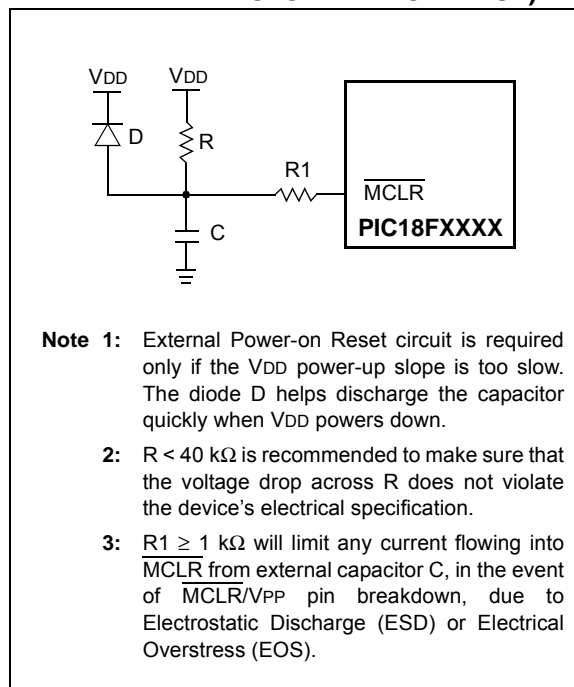 VDD VDD
D
R
R1
C
MCLR
PIC18FXXXX
Note 1: External Power-on Reset circuit is required
only if the VDD power-up slope is too slow.
The diode D helps discharge the capacitor
quickly when VDD powers down.
2: R < 40 kΩ is recommended to make sure that
the voltage drop across R does not violate
the device's electrical specification.
3: R1 ≥ 1 kΩ will limit any current flowing into
MCLR from external capacitor C, in the event
of MCLR/VPP pin breakdown, due to
Electrostatic Discharge (ESD) or Electrical
Overstress (EOS).